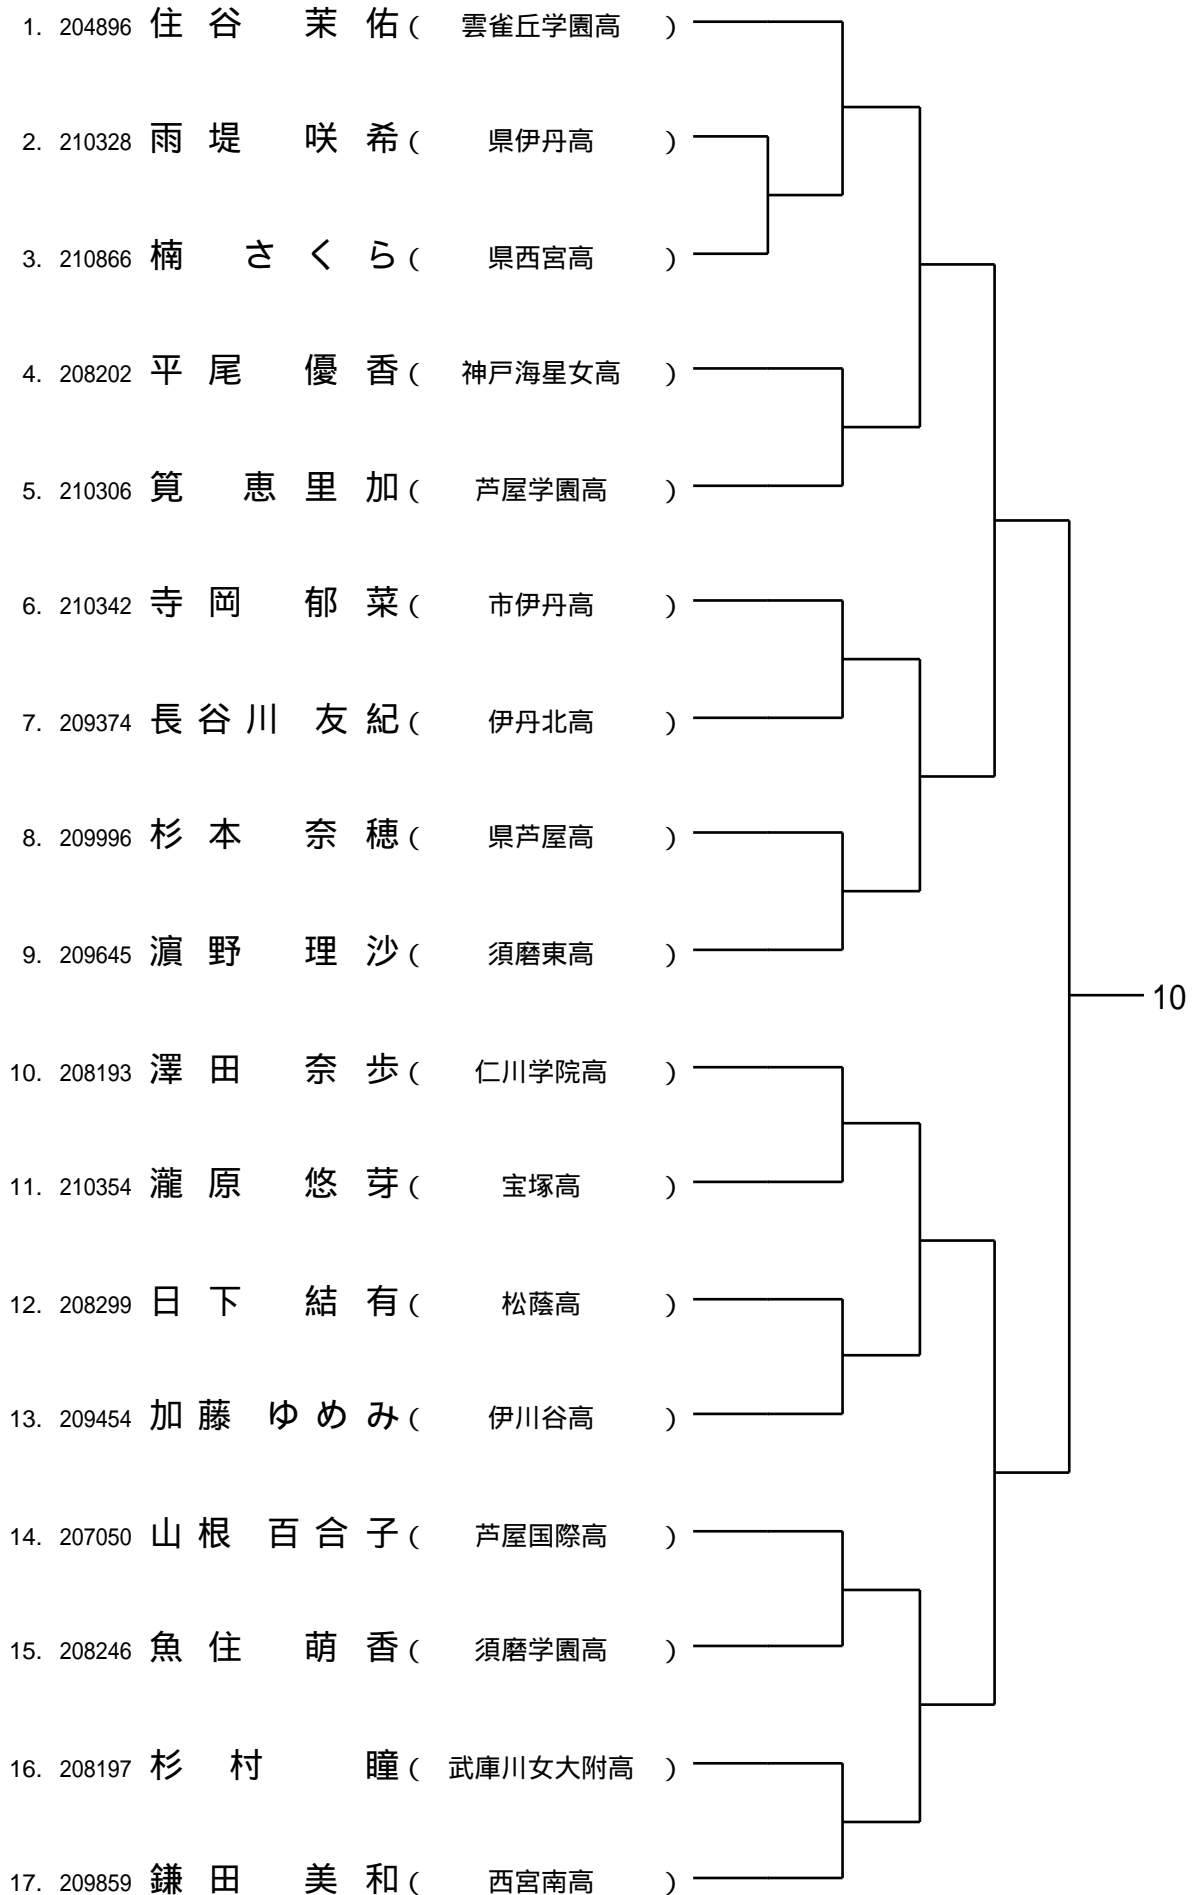 1. 204896 住谷 茉佑 ( 雲雀丘学園高 )
2. 210328 雨堤 咲希 ( 県伊丹高 )
3. 210866 楠 さくら ( 県西宮高 )
4. 208202 平尾 優香 ( 神戸海星女高 )
5. 210306 筧 恵里加 ( 芦屋学園高 )
6. 210342 寺岡 郁菜 ( 市伊丹高 )
7. 209374 長谷川 友紀 ( 伊丹北高 )
8. 209996 杉本 奈穂 ( 県芦屋高 )
9. 209645 濵野 理沙 ( 須磨東高 )
10
10. 208193 澤田 奈歩 ( 仁川学院高 )
11. 210354 瀧原 悠芽 ( 宝塚高 )
12. 208299 日下 結有 ( 松蔭高 )
13. 209454 加藤 ゆめみ ( 伊川谷高 )
14. 207050 山根 百合子 ( 芦屋国際高 )
15. 208246 魚住 萌香 ( 須磨学園高 )
16. 208197 杉村 瞳 ( 武庫川女大附高 )
17. 209859 鎌田 美和 ( 西宮南高 )